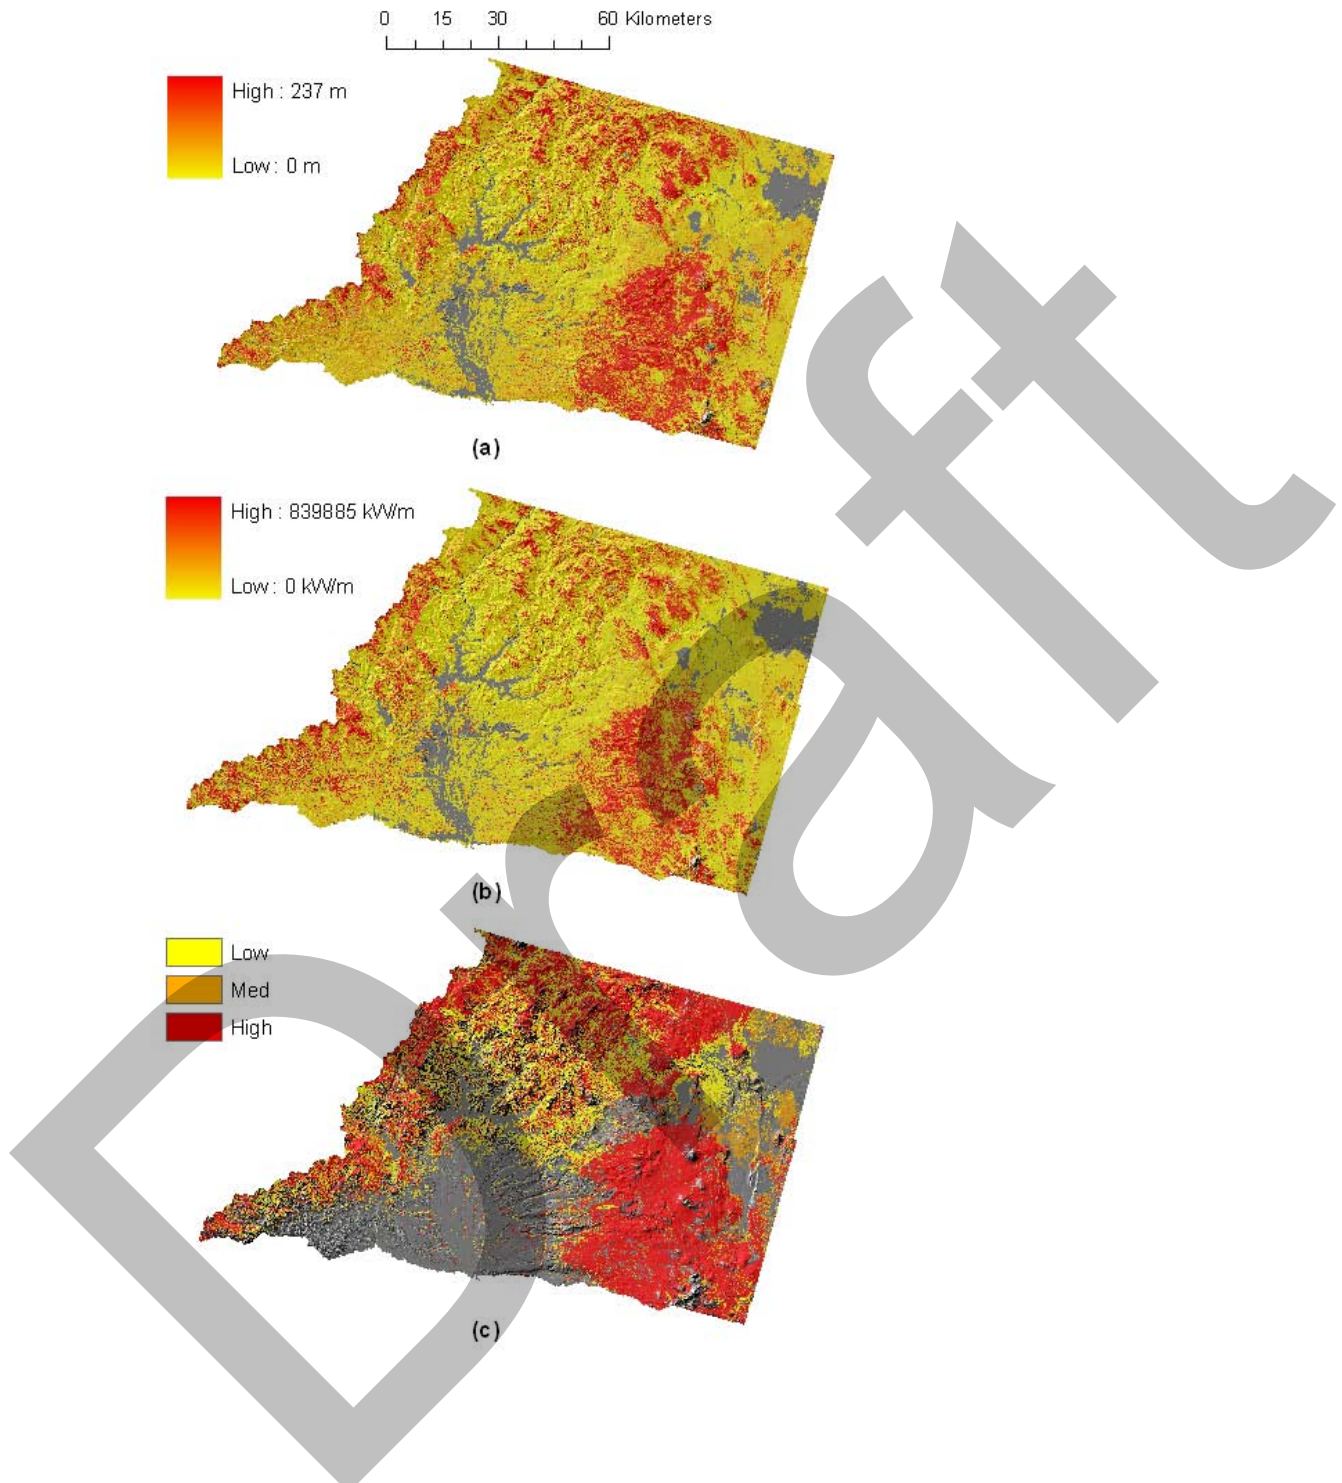 0 15 30 60 Kilometers
High : 237 m
Low : 0 m
(a)
High : 839885 kW/m
Low : 0 kW/m
(b)
Low
Med
High
(c)
Draft